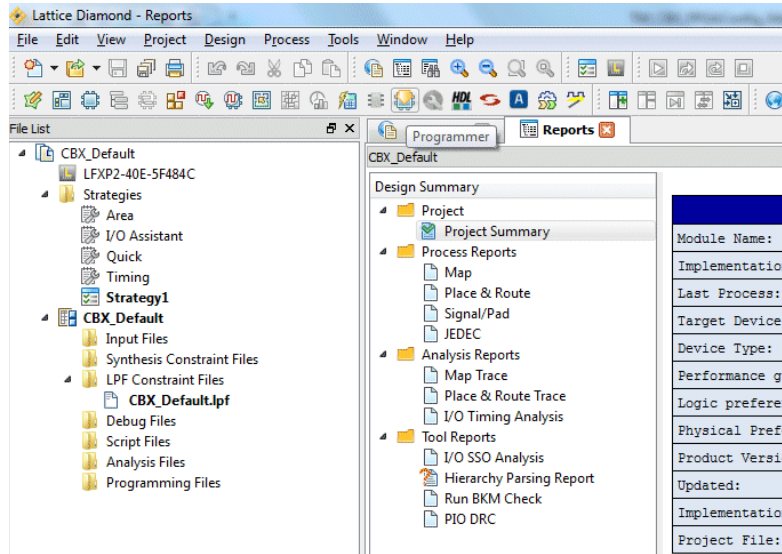 Lattice Diamond - Reports
File Edit View Project Design Process Tools Window Help
HDL
A
File List
Programmer
Reports
CBX_Default
CBX_Default
LFXP2-40E-5F484C
Strategies
Area
I/O Assistant
Quick
Timing
Strategy1
CBX_Default
Input Files
Synthesis Constraint Files
LPF Constraint Files
CBX_Default.lpf
Debug Files
Script Files
Analysis Files
Programming Files
Design Summary
Project
Project Summary
Process Reports
Map
Place & Route
Signal/Pad
JEDEC
Analysis Reports
Map Trace
Place & Route Trace
I/O Timing Analysis
Tool Reports
I/O SSO Analysis
Hierarchy Parsing Report
Run BKM Check
PIO DRC
Module Name:
Implementatio
Last Process:
Target Device
Device Type:
Performance g
Logic prefere
Physical Pref
Product Versi
Updated:
Implementatio
Project File: